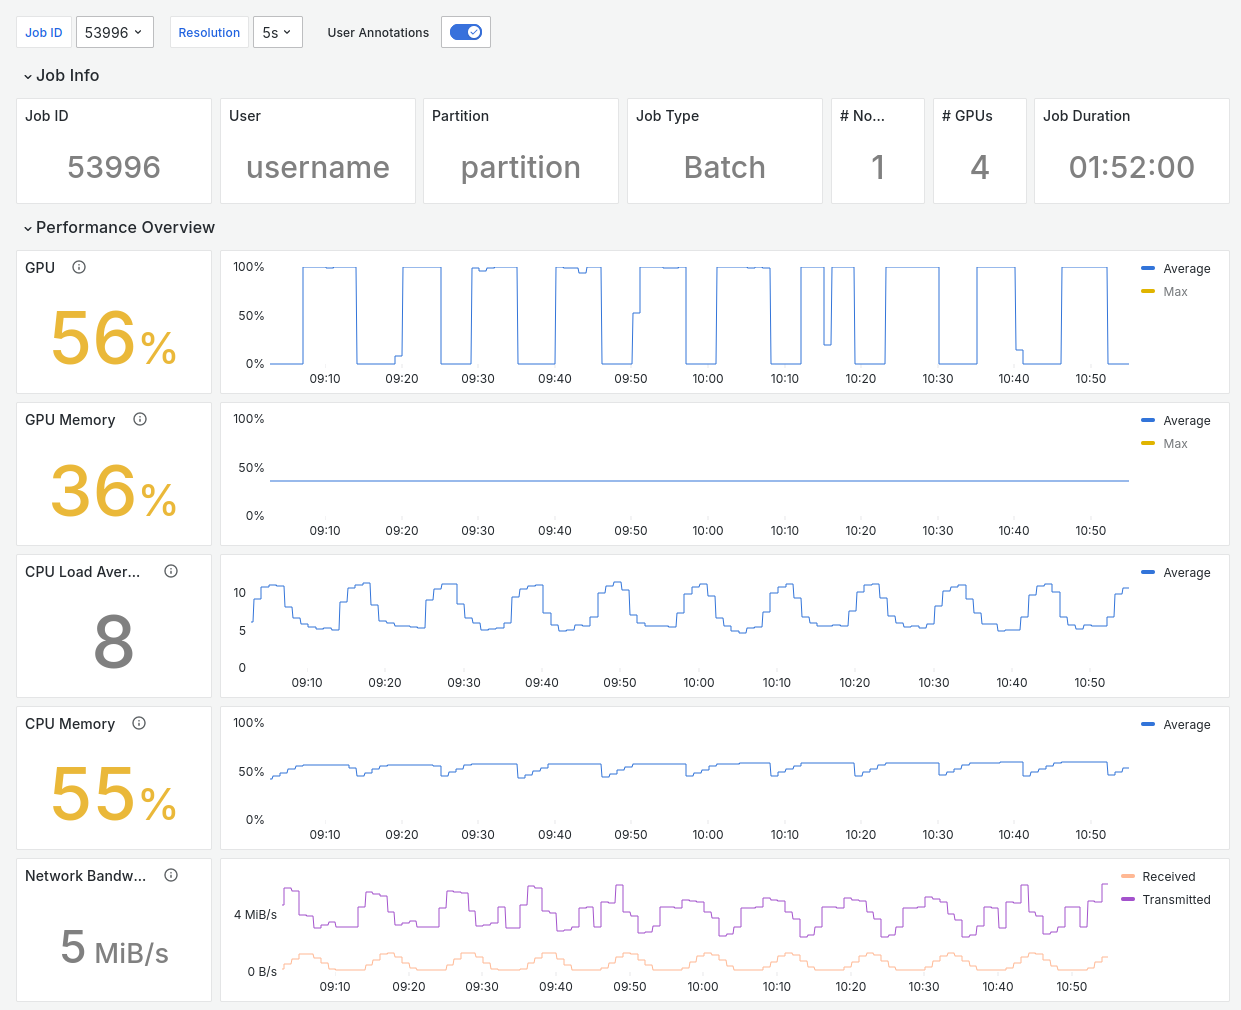 Job ID 53996 Resolution 5s User Annotations
Job Info
Job ID User Partition Job Type # No... # GPUs Job Duration
53996 username partition Batch 1 4 01:52:00
Performance Overview
GPU
56%
100%
50%
0%
09:10 09:20 09:30 09:40 09:50 10:00 10:10 10:20 10:30 10:40 10:50
Average
Max
GPU Memory
36%
100%
50%
0%
09:10 09:20 09:30 09:40 09:50 10:00 10:10 10:20 10:30 10:40 10:50
Average
Max
CPU Load Aver...
8
10
5
0
09:10 09:20 09:30 09:40 09:50 10:00 10:10 10:20 10:30 10:40 10:50
Average
CPU Memory
55%
100%
50%
0%
09:10 09:20 09:30 09:40 09:50 10:00 10:10 10:20 10:30 10:40 10:50
Average
Network Bandw...
5 MiB/s
4 MiB/s
0 B/s
09:10 09:20 09:30 09:40 09:50 10:00 10:10 10:20 10:30 10:40 10:50
Received
Transmitted